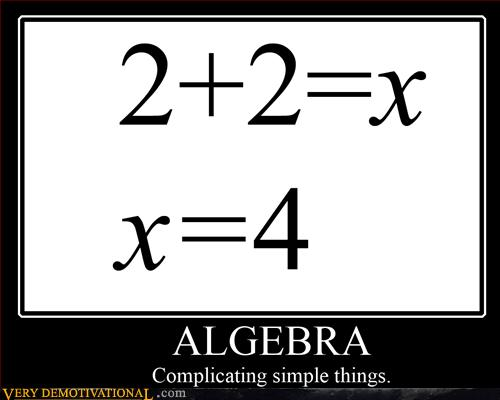 2+2=x
x=4
ALGEBRA
Complicating simple things.
VERY DEMOTIVATIONAL.com